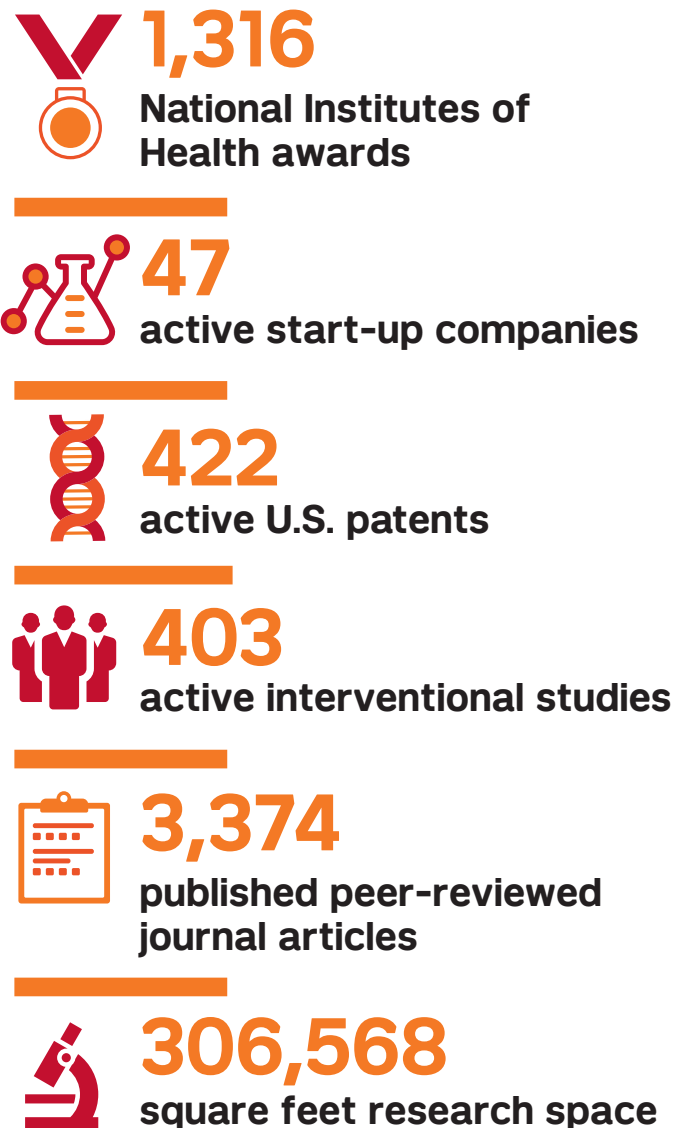 1,316
National Institutes of
Health awards
47
active start-up companies
422
active U.S. patents
403
active interventional studies
3,374
published peer-reviewed
journal articles
306,568
square feet research space